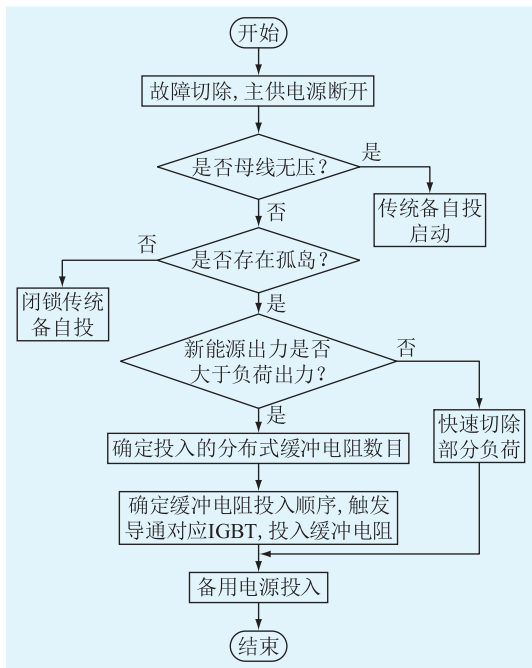 开始
故障切除,主供电源断开
是否母线无压?
是
传统备自投
启动
否
是否存在孤岛?
否
闭锁传统
备自投
是
新能源出力是否
大于负荷出力?
否
快速切除
部分负荷
是
确定投入的分布式缓冲电阻数目
确定缓冲电阻投入顺序,触发
导通对应IGBT,投入缓冲电阻
备用电源投入
结束